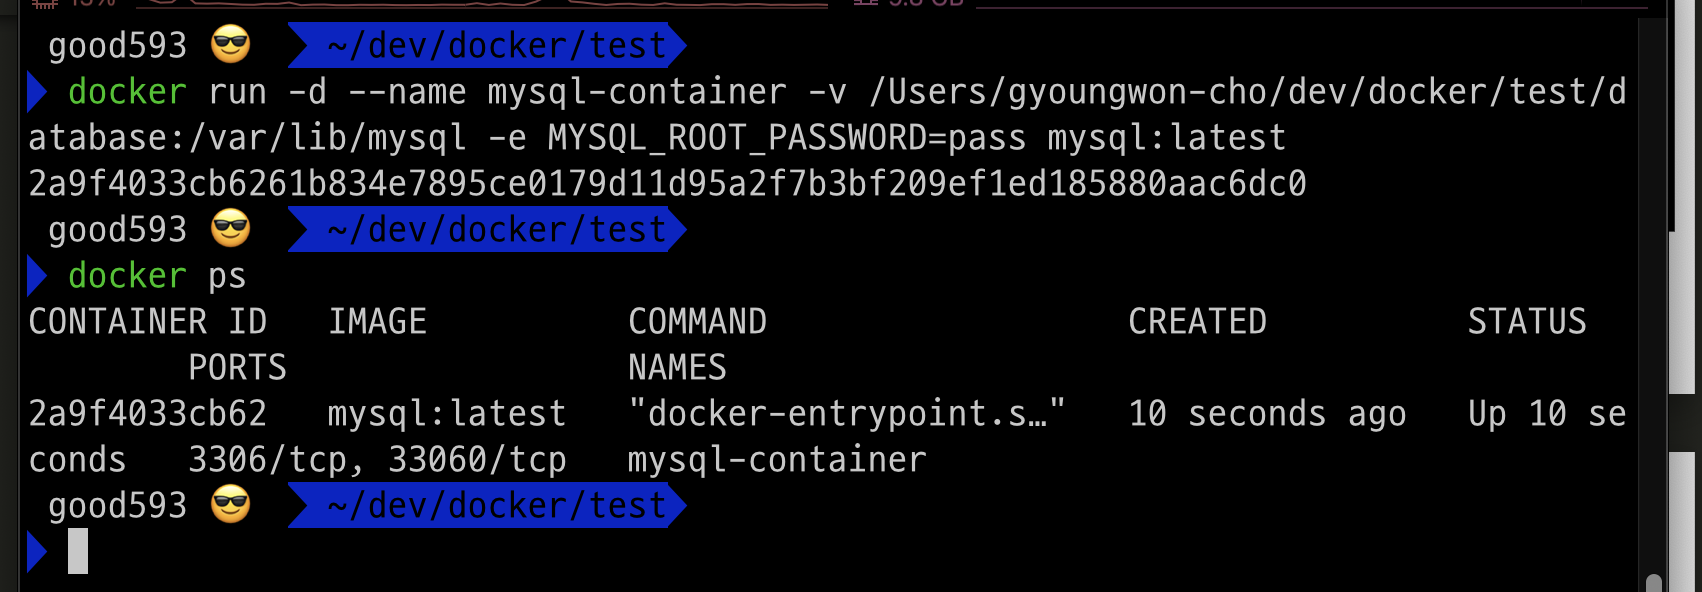 good593 😎 ~/dev/docker/test
docker run -d --name mysql-container -v /Users/gyoungwon-cho/dev/docker/test/d
atabase:/var/lib/mysql -e MYSQL_ROOT_PASSWORD=pass mysql:latest
2a9f4033cb6261b834e7895ce0179d11d95a2f7b3bf209ef1ed185880aac6dc0
good593 😎 ~/dev/docker/test
docker ps
CONTAINER ID   IMAGE          COMMAND                  CREATED          STATUS
        PORTS                 NAMES
2a9f4033cb62   mysql:latest   "docker-entrypoint.s…"   10 seconds ago   Up 10 se
conds   3306/tcp, 33060/tcp   mysql-container
good593 😎 ~/dev/docker/test